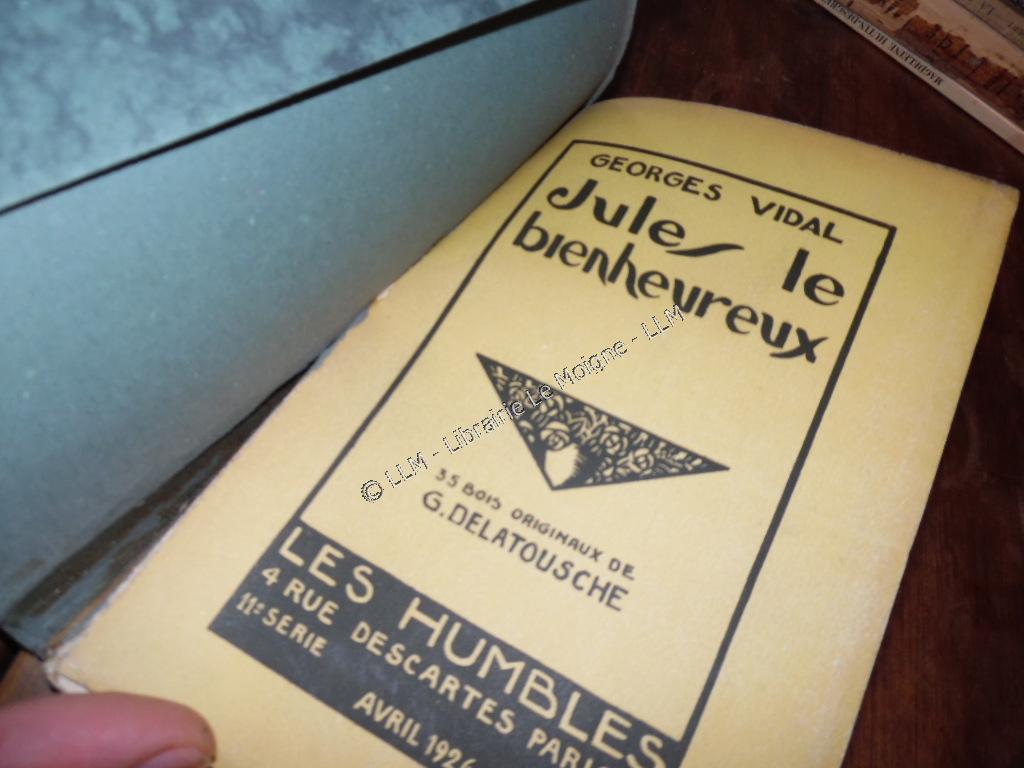 GEORGES VIDAL
Jules le
bienheureux
35 BOIS ORIGINAUX DE
G. DELATOUSCHE
LES HUMBLES
4 RUE DESCARTES PARIS
11E SERIE
AVRIL 1926
© LLM - Librairie Le Moigne - LLM